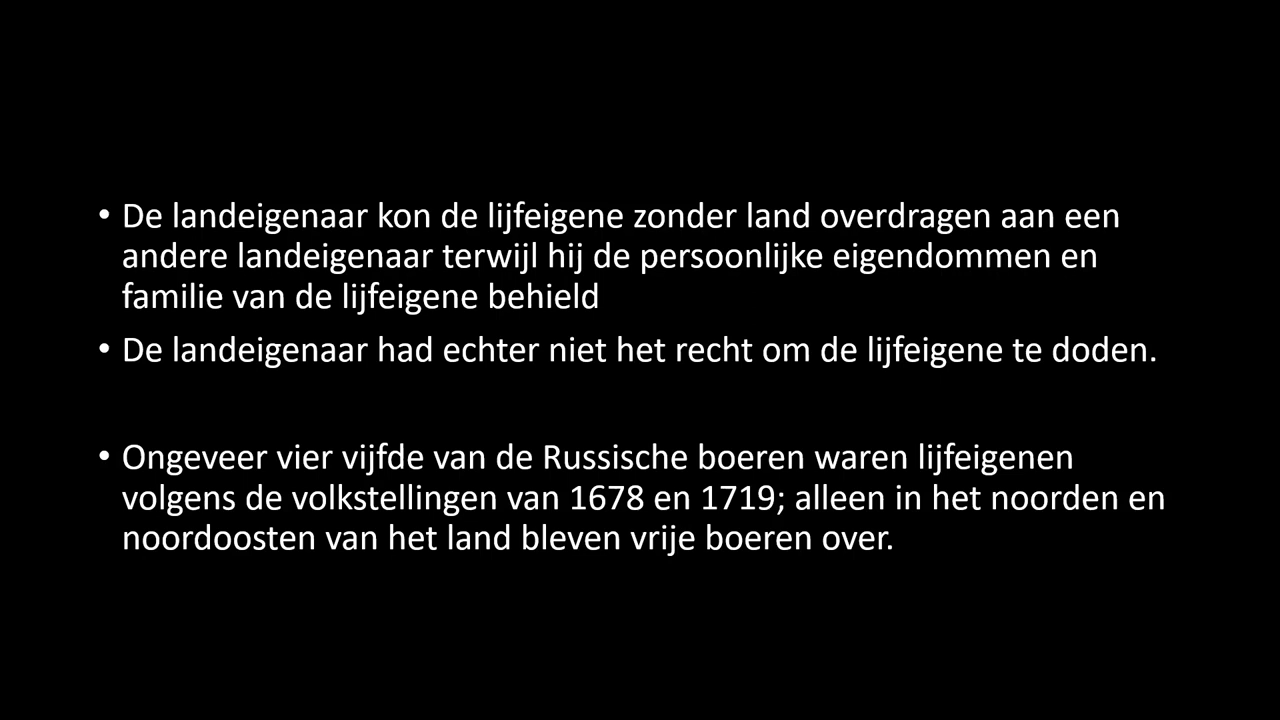 • De landeigenaar kon de lijfeigene zonder land overdragen aan een
andere landeigenaar terwijl hij de persoonlijke eigendommen en
familie van de lijfeigene behield
• De landeigenaar had echter niet het recht om de lijfeigene te doden.
• Ongeveer vier vijfde van de Russische boeren waren lijfeigenen
volgens de volkstellingen van 1678 en 1719; alleen in het noorden en
noordoosten van het land bleven vrije boeren over.